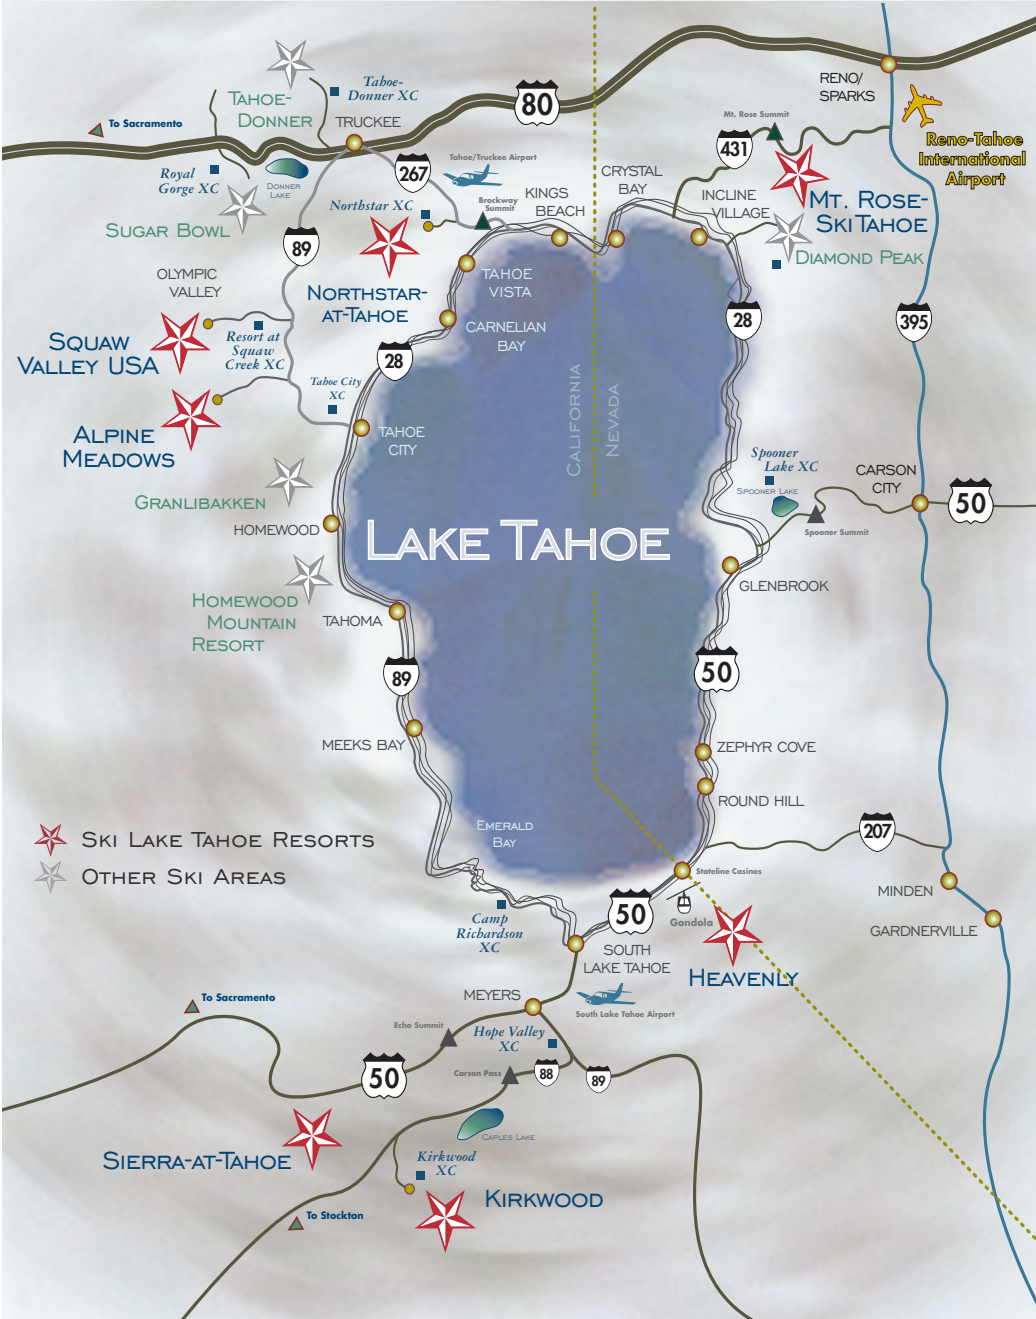 80
RENO/
SPARKS
Tahoe-
Donner XC
TAHOE-
DONNER
TRUCKEE
To Sacramento
Mt. Rose Summit
431
Reno-Tahoe
International
Airport
Royal
Gorge XC
DONNER
LAKE
267
Tahoe/Truckee Airport
CRYSTAL
BAY
KINGS
BEACH
INCLINE
VILLAGE
MT. ROSE-
SKI TAHOE
Northstar XC
Brockway
Summit
SUGAR BOWL
89
DIAMOND PEAK
OLYMPIC
VALLEY
TAHOE
VISTA
NORTHSTAR-
AT-TAHOE
CARNELIAN
BAY
28
395
SQUAW
VALLEY USA
Resort at
Squaw
Creek XC
28
Tahoe City
XC
CALIFORNIA
NEVADA
ALPINE
MEADOWS
TAHOE
CITY
Spooner
Lake XC
SPOONER LAKE
CARSON
CITY
50
GRANLIBAKKEN
HOMEWOOD
LAKE TAHOE
Spooner Summit
GLENBROOK
HOMEWOOD
MOUNTAIN
RESORT
TAHOMA
89
50
MEEKS BAY
ZEPHYR COVE
ROUND HILL
EMERALD
BAY
207
SKI LAKE TAHOE RESORTS
OTHER SKI AREAS
Stateline Casinos
MINDEN
GARDNERVILLE
Camp
Richardson
XC
50
Gondola
SOUTH
LAKE TAHOE
HEAVENLY
MEYERS
To Sacramento
South Lake Tahoe Airport
Echo Summit
Hope Valley
XC
50
Carson Pass
88
89
CAPLES LAKE
SIERRA-AT-TAHOE
Kirkwood
XC
KIRKWOOD
To Stockton